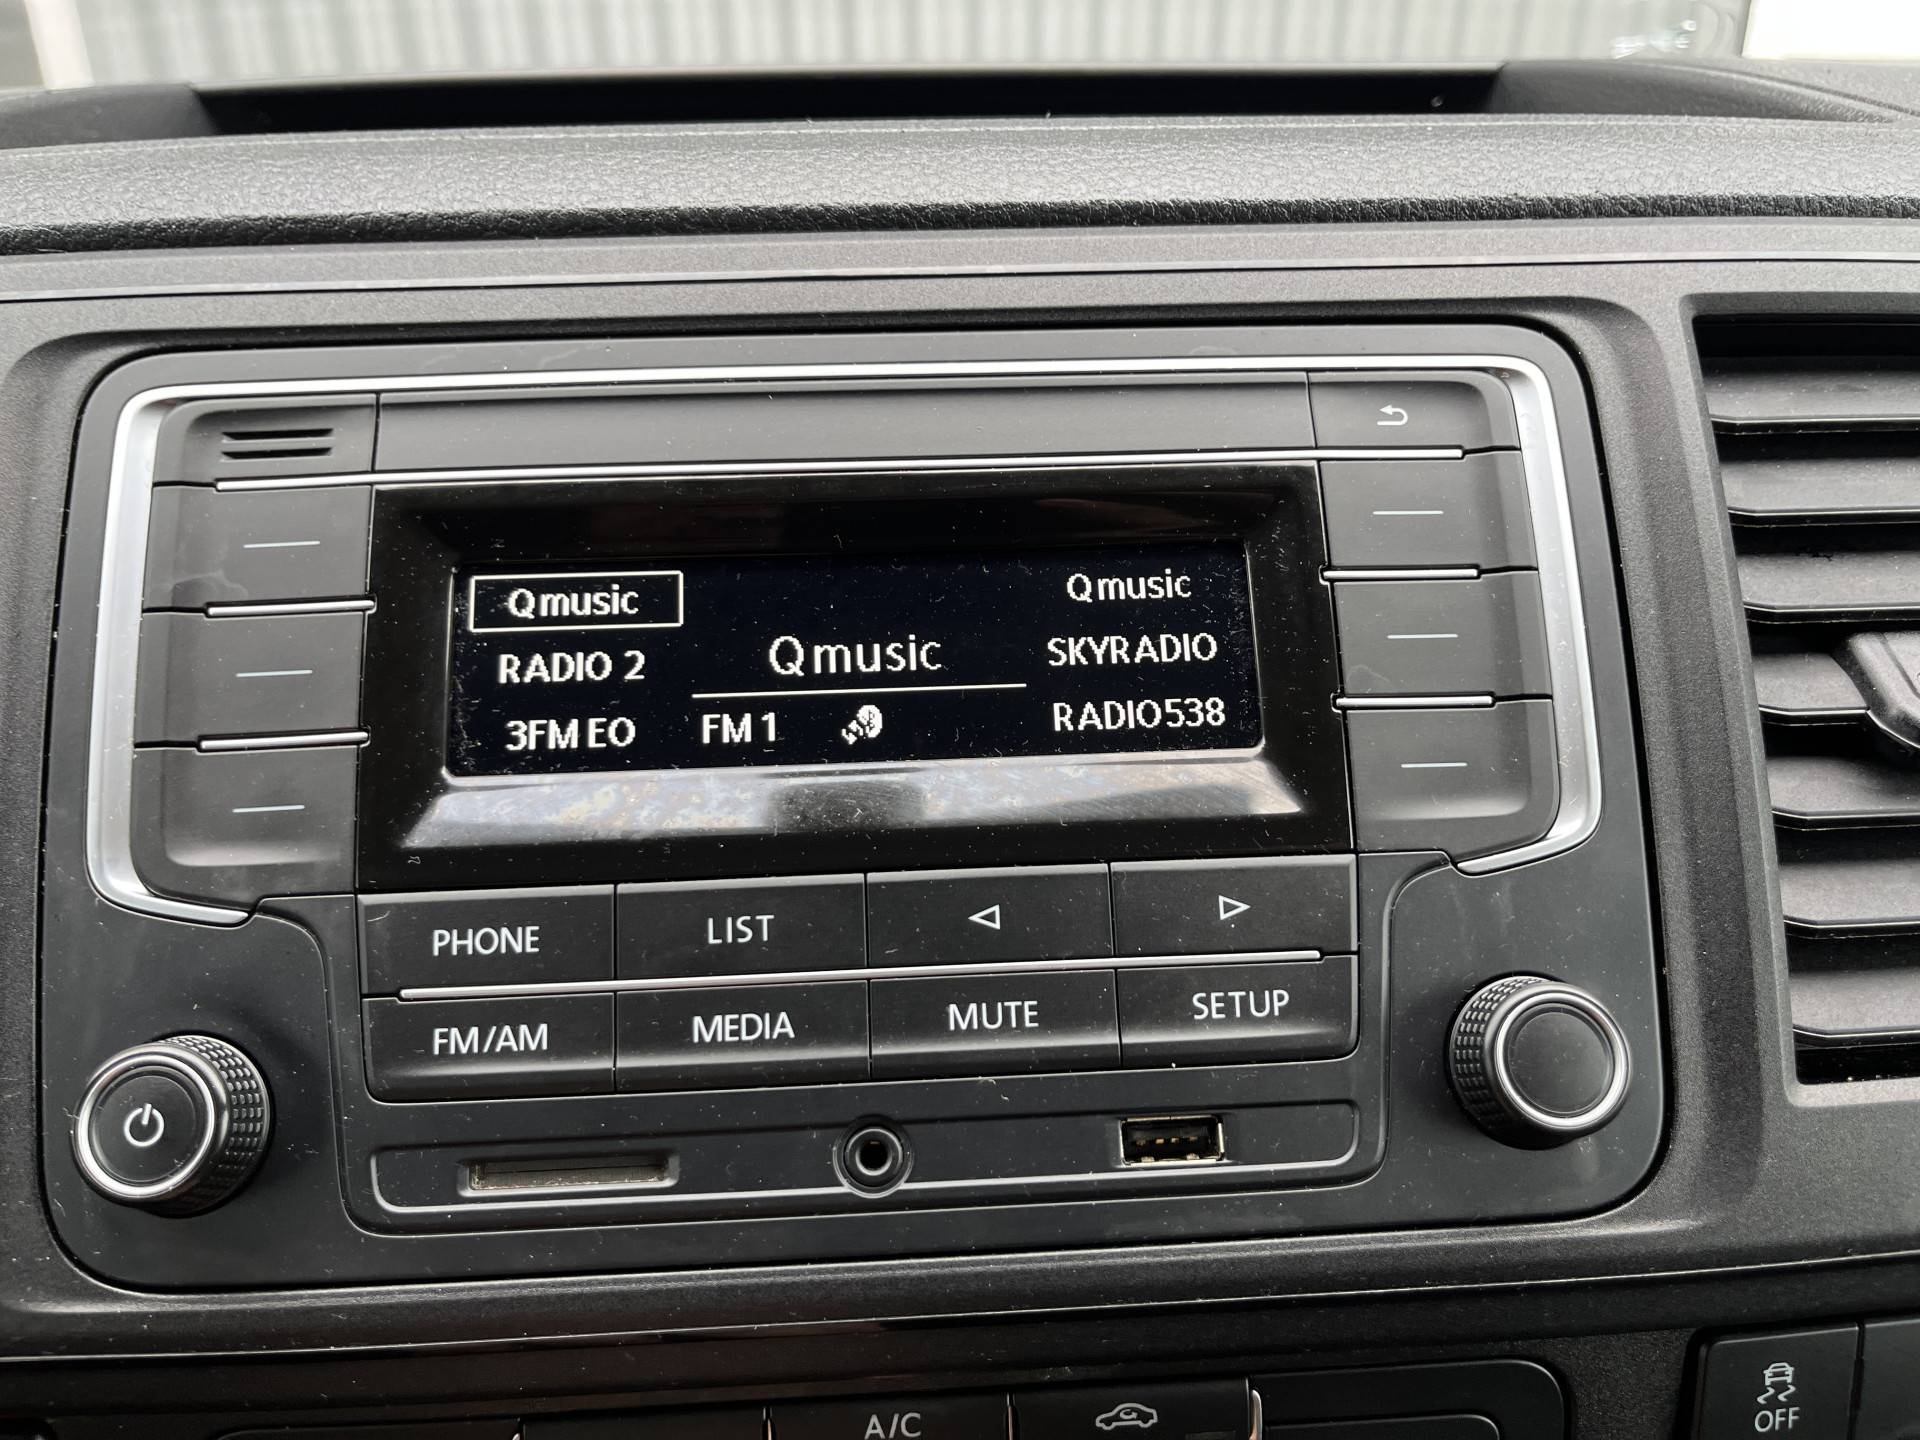 Qmusic
RADIO 2
3FM EO
Qmusic
FM 1
Qmusic
SKYRADIO
RADIO538
PHONE
LIST
FM/AM
MEDIA
MUTE
SETUP
A/C
OFF